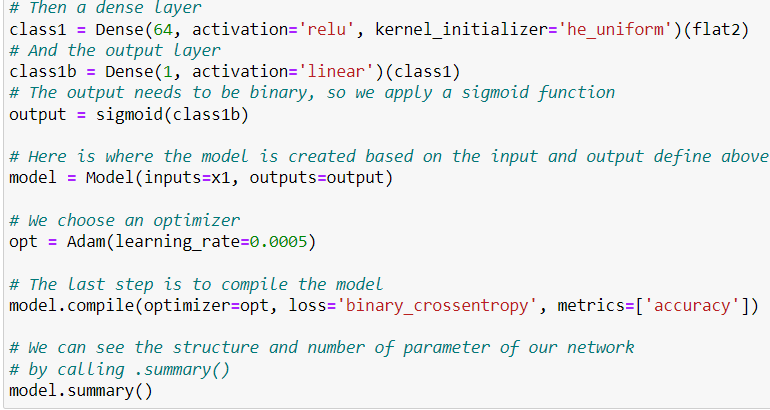 # Then a dense layer
class1 = Dense(64, activation='relu', kernel_initializer='he_uniform')(flat2)
# And the output layer
class1b = Dense(1, activation='linear')(class1)
# The output needs to be binary, so we apply a sigmoid function
output = sigmoid(class1b)
# Here is where the model is created based on the input and output define above
model = Model(inputs=x1, outputs=output)
# We choose an optimizer
opt = Adam(learning_rate=0.0005)
# The last step is to compile the model
model.compile(optimizer=opt, loss='binary_crossentropy', metrics=['accuracy'])
# We can see the structure and number of parameter of our network
# by calling .summary()
model.summary()